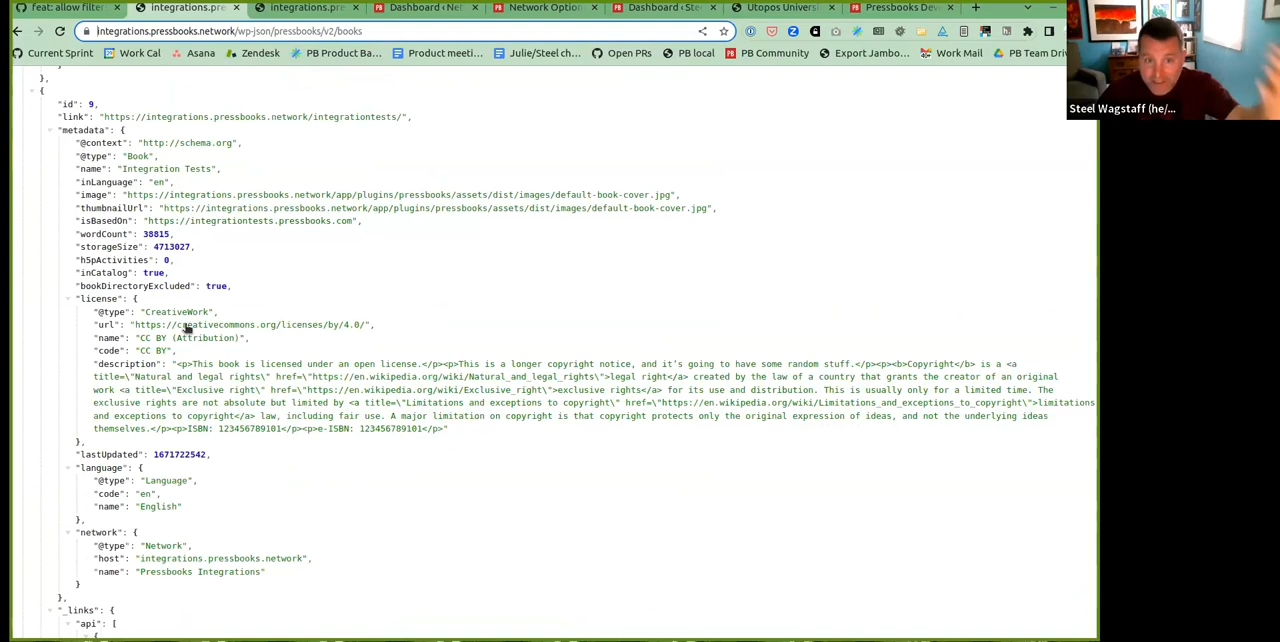 feat: allow filter
integrations.pre
integrations.pre
Dashboard ‹ Net
Network Option
Dashboard ‹ Ste
Utopos Universi
Pressbooks Dev
integrations.pressbooks.network/wp-json/pressbooks/v2/books
Current Sprint
Work Cal
Asana
Zendesk
PB Product Ba...
Product meeti...
Julie/Steel ch...
Open PRs
PB local
PB Community
Export Jambo...
Work Mail
PB Team Dri
Steel Wagstaff (he/...
},
{
"id": 9,
"link": "https://integrations.pressbooks.network/integrationtests/",
"metadata": {
"@context": "http://schema.org",
"@type": "Book",
"name": "Integration Tests",
"inLanguage": "en",
"image": "https://integrations.pressbooks.network/app/plugins/pressbooks/assets/dist/images/default-book-cover.jpg",
"thumbnailUrl": "https://integrations.pressbooks.network/app/plugins/pressbooks/assets/dist/images/default-book-cover.jpg",
"isBasedOn": "https://integrationtests.pressbooks.com",
"wordCount": 38815,
"storageSize": 4713027,
"h5pActivities": 0,
"inCatalog": true,
"bookDirectoryExcluded": true,
"license": {
"@type": "CreativeWork",
"url": "https://creativecommons.org/licenses/by/4.0/",
"name": "CC BY (Attribution)",
"code": "CC BY",
"description": "<p>This book is licensed under an open license.</p><p>This is a longer copyright notice, and it's going to have some random stuff.</p><p><b>Copyright</b> is a <a
title=\"Natural and legal rights\" href=\"https://en.wikipedia.org/wiki/Natural_and_legal_rights\">legal right</a> created by the law of a country that grants the creator of an original
work <a title=\"Exclusive right\" href=\"https://en.wikipedia.org/wiki/Exclusive_right\">exclusive rights</a> for its use and distribution. This is usually only for a limited time. The
exclusive rights are not absolute but limited by <a title=\"Limitations and exceptions to copyright\" href=\"https://en.wikipedia.org/wiki/Limitations_and_exceptions_to_copyright\">limitations
and exceptions to copyright</a> law, including fair use. A major limitation on copyright is that copyright protects only the original expression of ideas, and not the underlying ideas
themselves.</p><p>ISBN: 123456789101</p><p>e-ISBN: 123456789101</p>"
},
"lastUpdated": 1671722542,
"language": {
"@type": "Language",
"code": "en",
"name": "English"
},
"network": {
"@type": "Network",
"host": "integrations.pressbooks.network",
"name": "Pressbooks Integrations"
}
},
"_links": {
"api": [
{